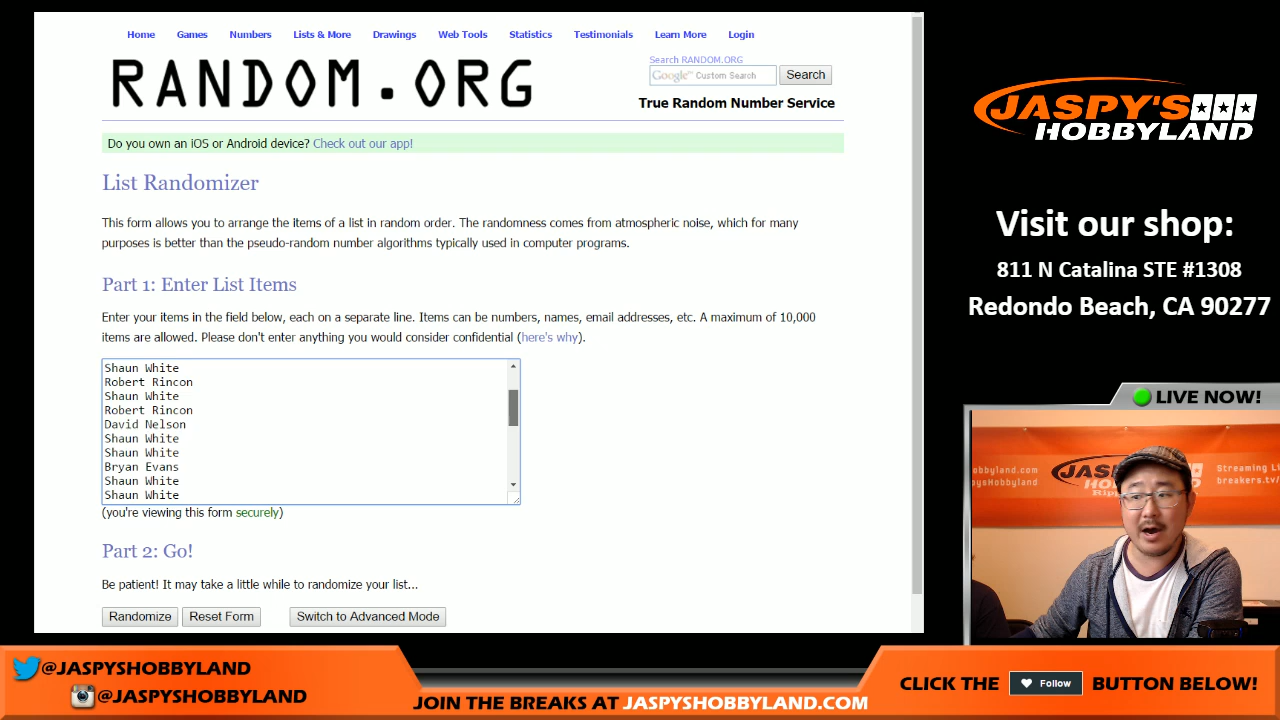 Home Games Numbers Lists & More Drawings Web Tools Statistics Testimonials Learn More Login
RANDOM.ORG
Search RANDOM.ORG
Google™ Custom Search Search
True Random Number Service
Do you own an iOS or Android device? Check out our app!
List Randomizer
This form allows you to arrange the items of a list in random order. The randomness comes from atmospheric noise, which for many
purposes is better than the pseudo-random number algorithms typically used in computer programs.
Part 1: Enter List Items
Enter your items in the field below, each on a separate line. Items can be numbers, names, email addresses, etc. A maximum of 10,000
items are allowed. Please don't enter anything you would consider confidential (here's why).
Shaun White
Robert Rincon
Shaun White
Robert Rincon
David Nelson
Shaun White
Shaun White
Bryan Evans
Shaun White
Shaun White
(you're viewing this form securely)
Part 2: Go!
Be patient! It may take a little while to randomize your list...
Randomize Reset Form Switch to Advanced Mode
JASPY'S
HOBBYLAND
Visit our shop:
811 N Catalina STE #1308
Redondo Beach, CA 90277
LIVE NOW!
@JASPYSHOBBYLAND
@JASPYSHOBBYLAND
JOIN THE BREAKS AT JASPYSHOBBYLAND.COM
CLICK THE Follow BUTTON BELOW!